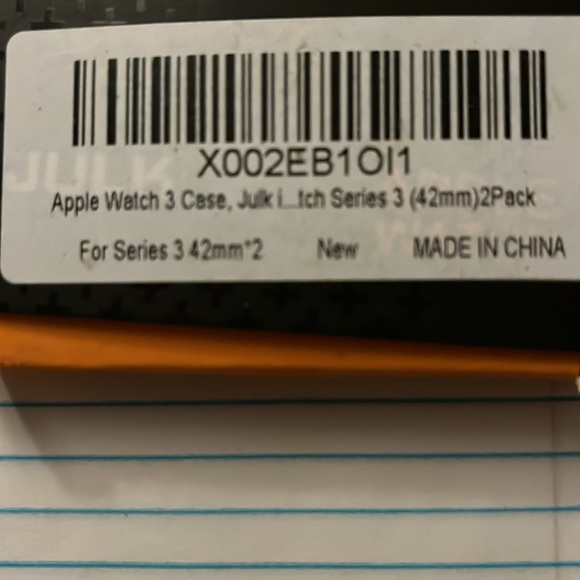 X002EB1OI1
Apple Watch 3 Case, Julk i...tch Series 3 (42mm)2Pack
For Series 3 42mm*2 New MADE IN CHINA